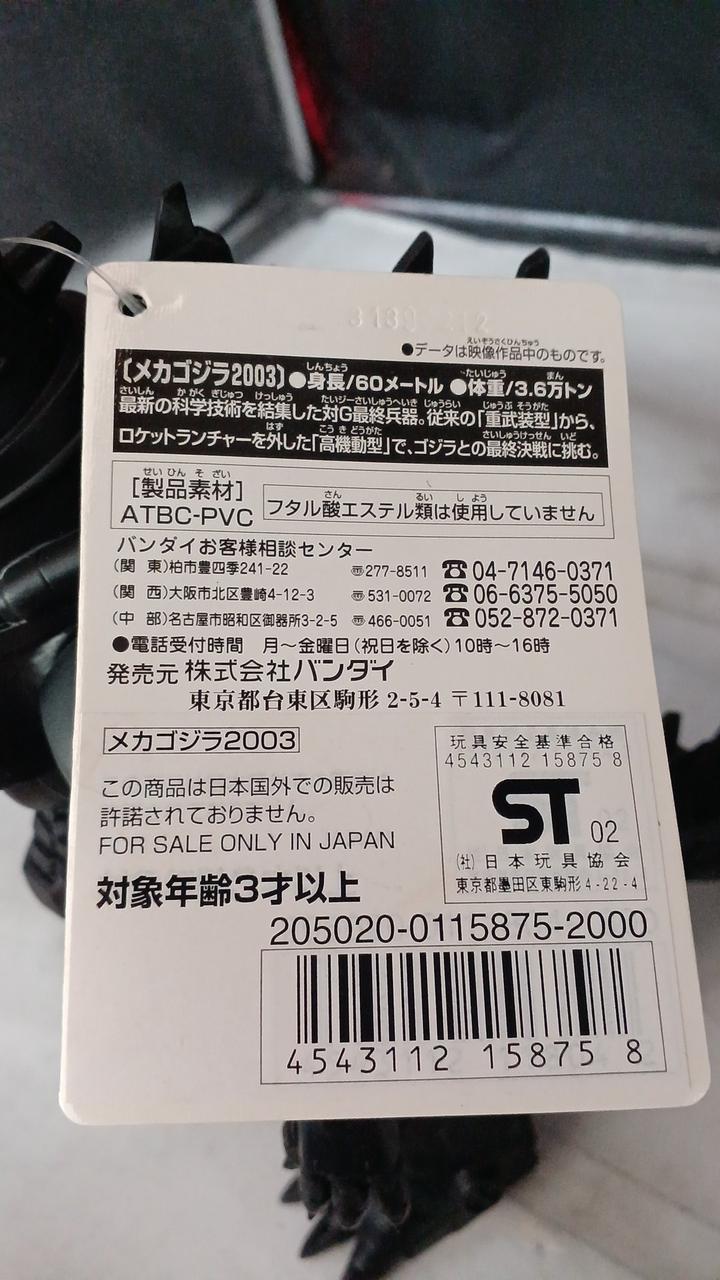 ●データは映像作品中のものです。
〔メカゴジラ2003〕●身長/60メートル ●体重/3.6万トン
最新の科学技術を結集した対G最終兵器。従来の「重武装型」から、
ロケットランチャーを外した「高機動型」で、ゴジラとの最終決戦に挑む。
[製品素材]
ATBC-PVC
フタル酸エステル類は使用していません
バンダイお客様相談センター
(関 東)柏市豊四季241-22 〠277-8511 ☎04-7146-0371
(関 西)大阪市北区豊崎4-12-3 〠531-0072 ☎06-6375-5050
(中 部)名古屋市昭和区御器所3-2-5 〠466-0051 ☎052-872-0371
●電話受付時間 月〜金曜日(祝日を除く)10時〜16時
発売元 株式会社バンダイ
東京都台東区駒形 2-5-4 〒111-8081
メカゴジラ2003
この商品は日本国外での販売は
許諾されておりません。
FOR SALE ONLY IN JAPAN
対象年齢3才以上
玩具安全基準合格
4543112 15875 8
ST 02
(社)日本玩具協会
東京都墨田区東駒形4-22-4
205020-0115875-2000
4543112 15875 8